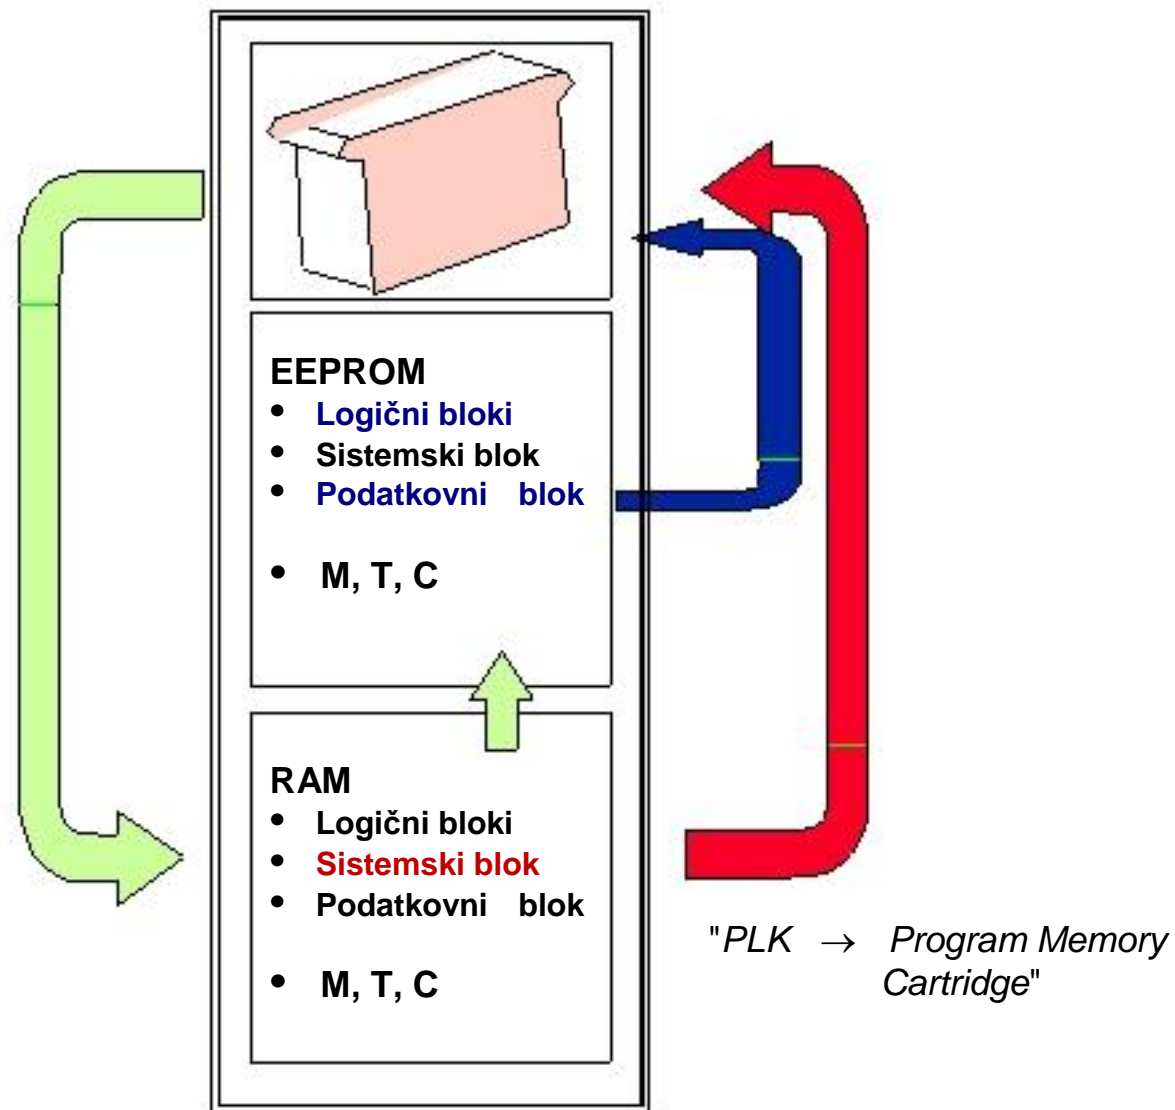 EEPROM
• Logični bloki
• Sistemski blok
• Podatkovni blok
• M, T, C
RAM
• Logični bloki
• Sistemski blok
• Podatkovni blok
• M, T, C
"PLK → Program Memory
Cartridge"